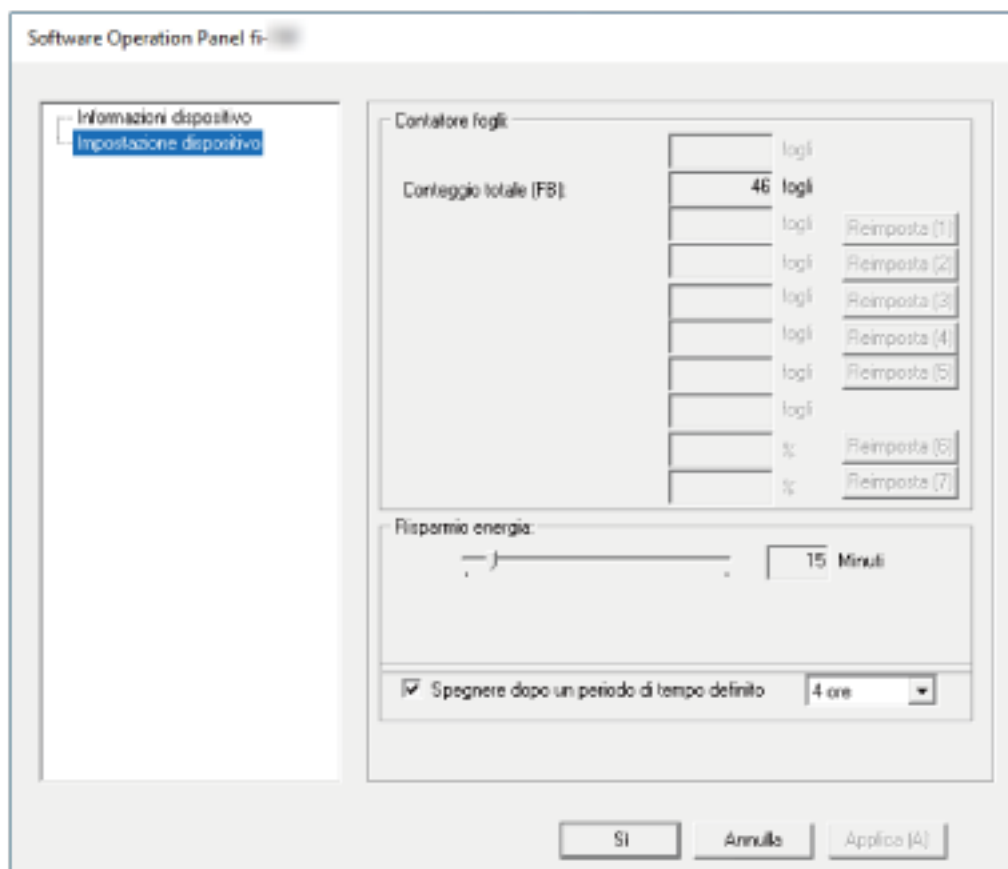 Software Operation Panel fi-
Informazioni dispositivo
Impostazione dispositivo
Contatore fogli:
fogli
Conteggio totale (FB): 46 fogli
fogli Reimposta (1)
fogli Reimposta (2)
fogli Reimposta (3)
fogli Reimposta (4)
fogli Reimposta (5)
fogli
% Reimposta (6)
% Reimposta (7)
Risparmio energia:
15 Minuti
Spegnere dopo un periodo di tempo definito 4 ore
Sì Annulla Applica (A)